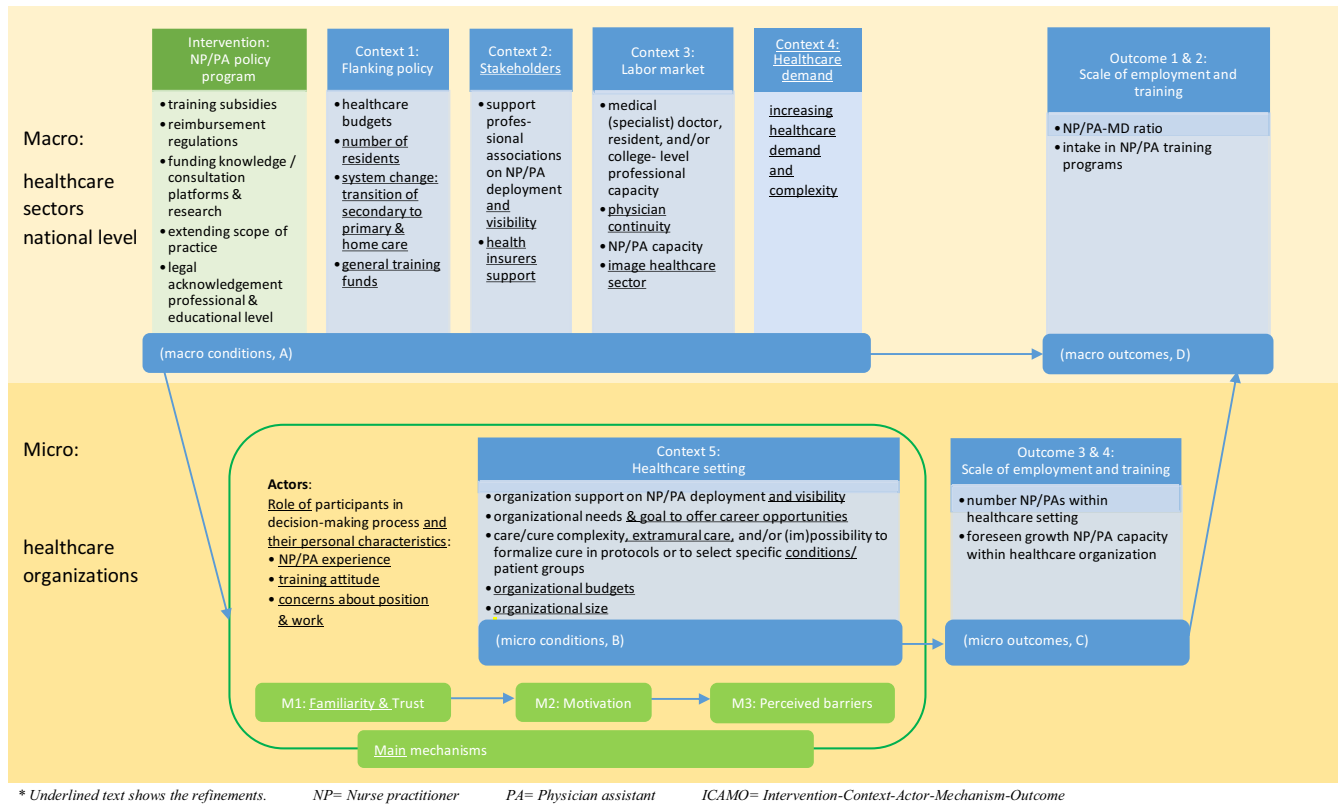 Macro:
healthcare
sectors
national level
Intervention:
NP/PA policy
program
• training subsidies
• reimbursement
regulations
• funding knowledge /
consultation
platforms &
research
• extending scope of
practice
• legal
acknowledgement
professional &
educational level
Context 1:
Flanking policy
• healthcare
budgets
• number of
residents
• system change:
transition of
secondary to
primary &
home care
• general training
funds
Context 2:
Stakeholders
• support
profes-
sional
associations
on NP/PA
deployment
and
visibility
• health
insurers
support
Context 3:
Labor market
• medical
(specialist) doctor,
resident, and/or
college- level
professional
capacity
• physician
continuity
• NP/PA capacity
• image healthcare
sector
Context 4:
Healthcare
demand
increasing
healthcare
demand
and
complexity
Outcome 1 & 2:
Scale of employment and
training
• NP/PA-MD ratio
• intake in NP/PA training
programs
(macro conditions, A)
(macro outcomes, D)
Micro:
healthcare
organizations
Actors:
Role of participants in
decision-making process and
their personal characteristics:
• NP/PA experience
• training attitude
• concerns about position
& work
Context 5:
Healthcare setting
• organization support on NP/PA deployment and visibility
• organizational needs & goal to offer career opportunities
• care/cure complexity, extramural care, and/or (im)possibility to
formalize cure in protocols or to select specific conditions/
patient groups
• organizational budgets
• organizational size
(micro conditions, B)
Outcome 3 & 4:
Scale of employment and training
• number NP/PAs within
healthcare setting
• foreseen growth NP/PA capacity
within healthcare organization
(micro outcomes, C)
M1: Familiarity & Trust
M2: Motivation
M3: Perceived barriers
Main mechanisms
* Underlined text shows the refinements. NP= Nurse practitioner PA= Physician assistant ICAMO= Intervention-Context-Actor-Mechanism-Outcome